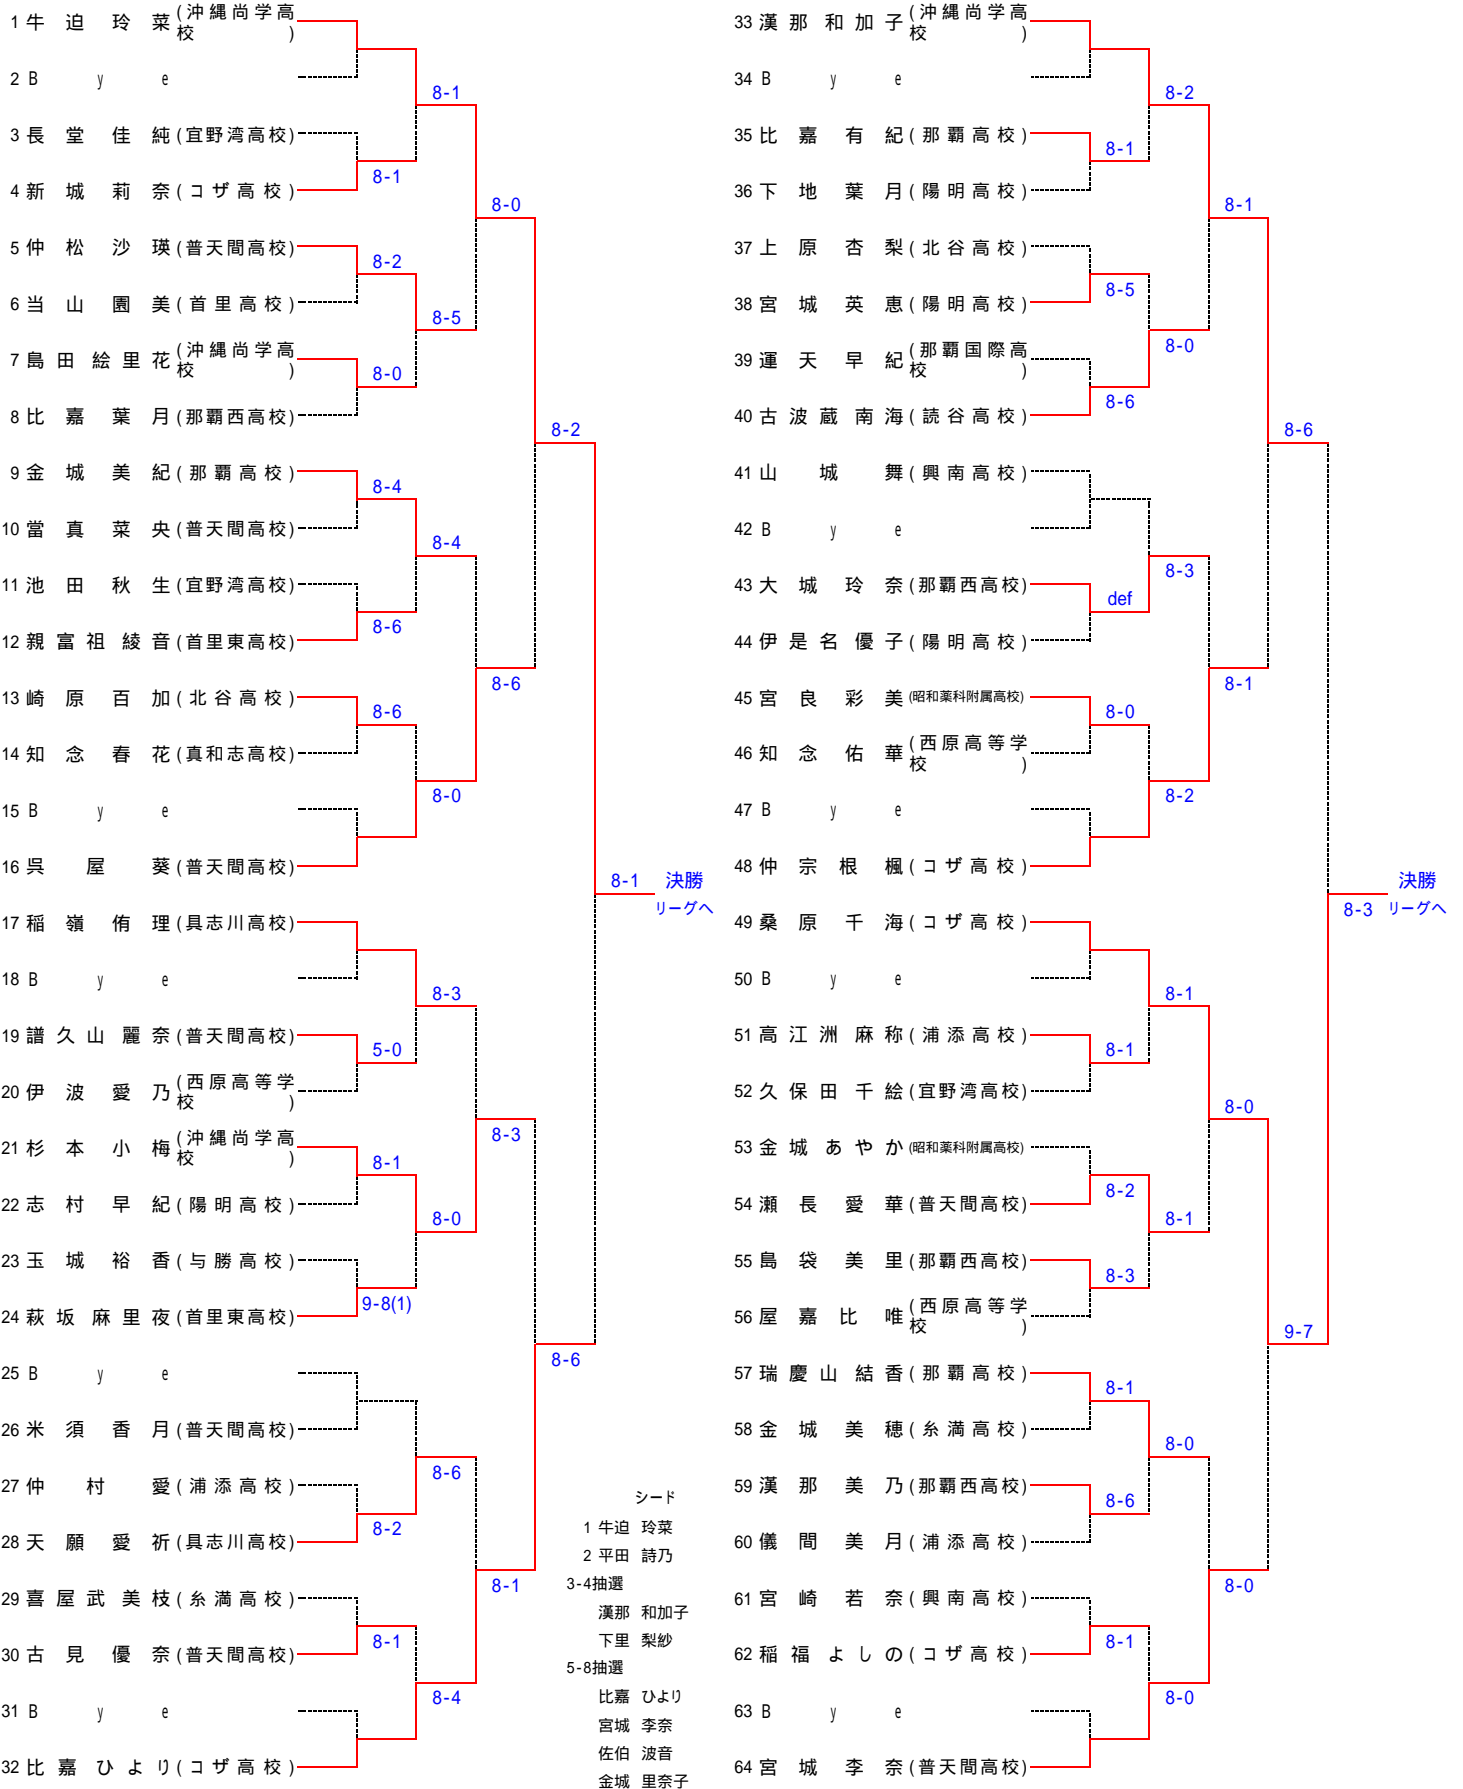 1 牛迫 玲菜 (沖縄尚学高校)
2 Bye
8-1
3 長堂 佳純 (宜野湾高校)
8-1
4 新城 莉奈 (コザ高校)
8-0
5 仲松 沙瑛 (普天間高校)
8-2
6 当山 園美 (首里高校)
8-5
7 島田 絵里花 (沖縄尚学高校)
8-0
8 比嘉 葉月 (那覇西高校)
8-2
9 金城 美紀 (那覇高校)
8-4
10 當真 菜央 (普天間高校)
8-4
11 池田 秋生 (宜野湾高校)
8-6
12 親富祖 綾音 (首里東高校)
8-6
13 崎原 百加 (北谷高校)
8-6
14 知念 春花 (真和志高校)
8-0
15 Bye
16 呉屋 葵 (普天間高校)
8-1 決勝
リーグへ
17 稲嶺 侑理 (具志川高校)
18 Bye
8-3
19 譜久山 麗奈 (普天間高校)
5-0
20 伊波 愛乃 (西原高等学校)
8-3
21 杉本 小梅 (沖縄尚学高校)
8-1
22 志村 早紀 (陽明高校)
8-0
23 玉城 裕香 (与勝高校)
9-8(1)
24 萩坂 麻里夜 (首里東高校)
8-6
25 Bye
26 米須 香月 (普天間高校)
8-6
27 仲村 愛 (浦添高校)
8-2
28 天願 愛祈 (具志川高校)
8-1
29 喜屋武 美枝 (糸満高校)
8-1
30 古見 優奈 (普天間高校)
8-4
31 Bye
32 比嘉 ひより (コザ高校)
シード
1 牛迫 玲菜
2 平田 詩乃
3-4抽選
漢那 和加子
下里 梨紗
5-8抽選
比嘉 ひより
宮城 李奈
佐伯 波音
金城 里奈子
33 漢那 和加子 (沖縄尚学高校)
34 Bye
8-2
35 比嘉 有紀 (那覇高校)
8-1
36 下地 葉月 (陽明高校)
8-1
37 上原 杏梨 (北谷高校)
8-5
38 宮城 英恵 (陽明高校)
8-0
39 運天 早紀 (那覇国際高校)
8-6
40 古波蔵 南海 (読谷高校)
8-6
41 山城 舞 (興南高校)
42 Bye
8-3
43 大城 玲奈 (那覇西高校)
def
44 伊是名 優子 (陽明高校)
8-1
45 宮良 彩美 (昭和薬科附属高校)
8-0
46 知念 佑華 (西原高等学校)
8-2
47 Bye
48 仲宗根 楓 (コザ高校)
決勝
8-3 リーグへ
49 桑原 千海 (コザ高校)
50 Bye
8-1
51 高江洲 麻称 (浦添高校)
8-1
52 久保田 千絵 (宜野湾高校)
8-0
53 金城 あやか (昭和薬科附属高校)
8-2
54 瀬長 愛華 (普天間高校)
8-1
55 島袋 美里 (那覇西高校)
8-3
56 屋嘉比 唯 (西原高等学校)
9-7
57 瑞慶山 結香 (那覇高校)
8-1
58 金城 美穂 (糸満高校)
8-0
59 漢那 美乃 (那覇西高校)
8-6
60 儀間 美月 (浦添高校)
8-0
61 宮崎 若奈 (興南高校)
8-1
62 稲福 よしの (コザ高校)
8-0
63 Bye
64 宮城 李奈 (普天間高校)